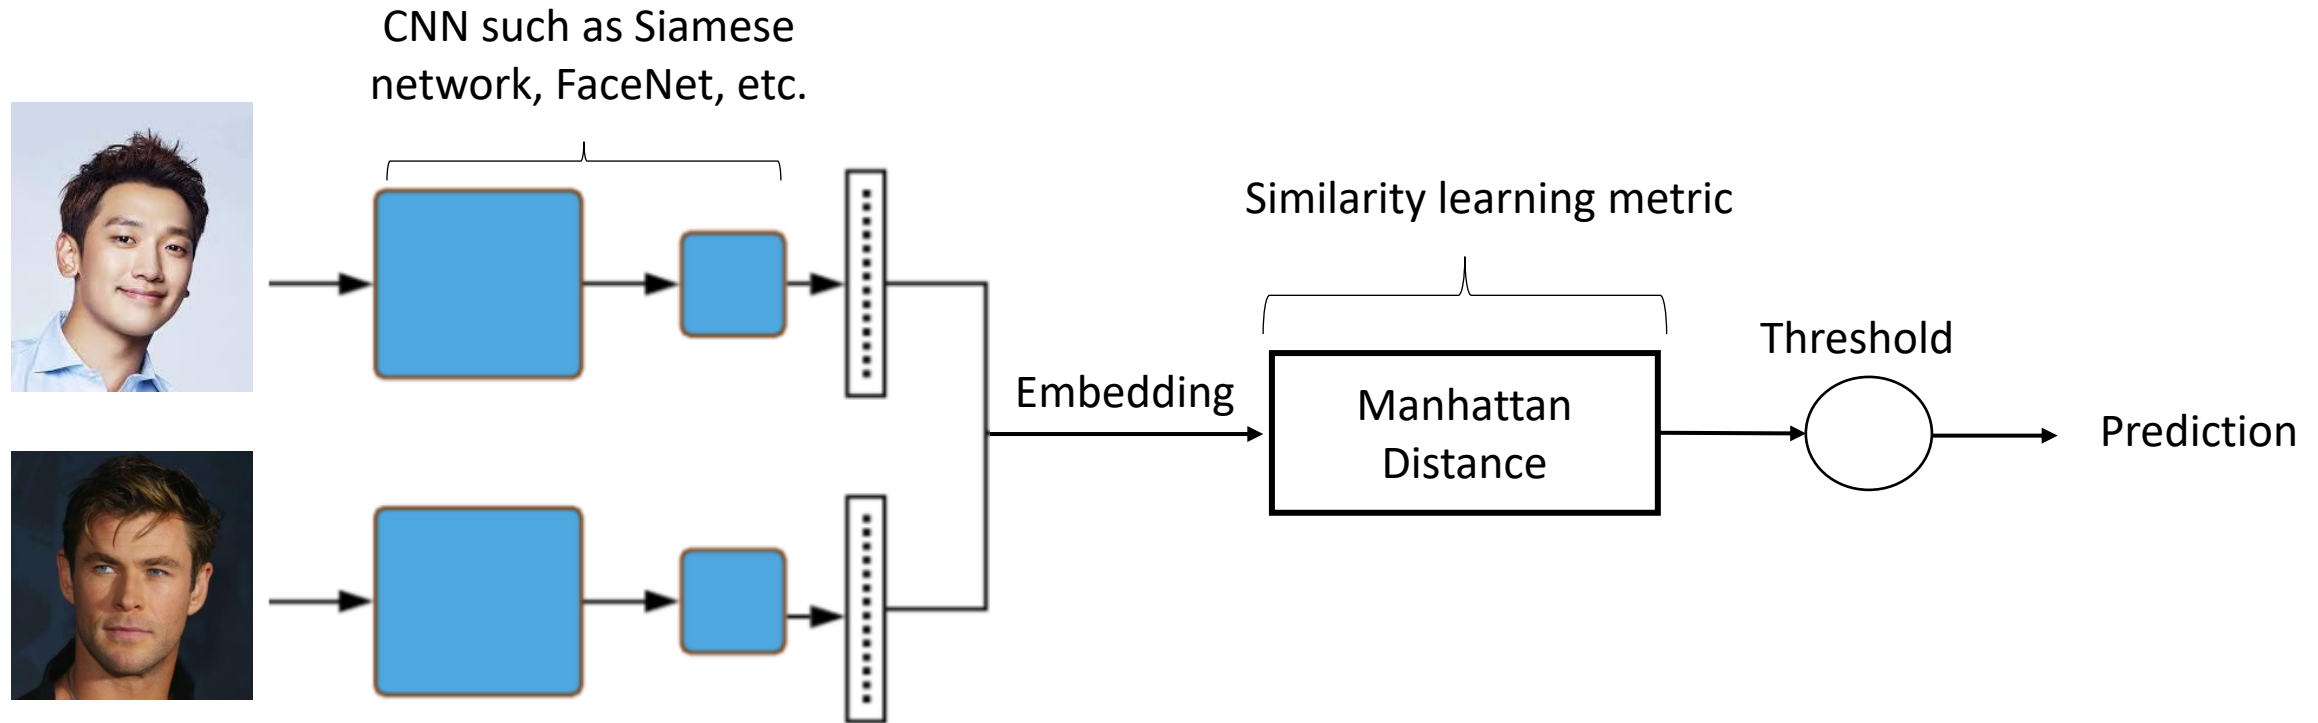 CNN such as Siamese
network, FaceNet, etc.
Similarity learning metric
Threshold
Embedding
Manhattan
Distance
Prediction